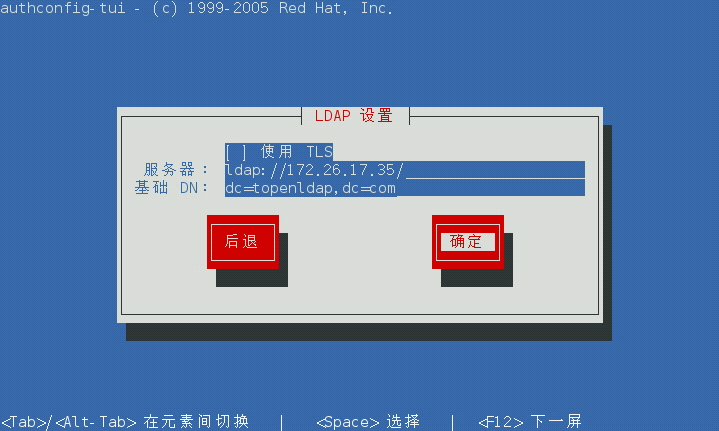 authconfig-tui - (c) 1999-2005 Red Hat, Inc.
LDAP 设置
[ ] 使用 TLS
服务器: ldap://172.26.17.35/
基础 DN: dc=topenldap,dc=com
后退 确定
<Tab>/<Alt-Tab> 在元素间切换 | <Space> 选择 | <F12> 下一屏